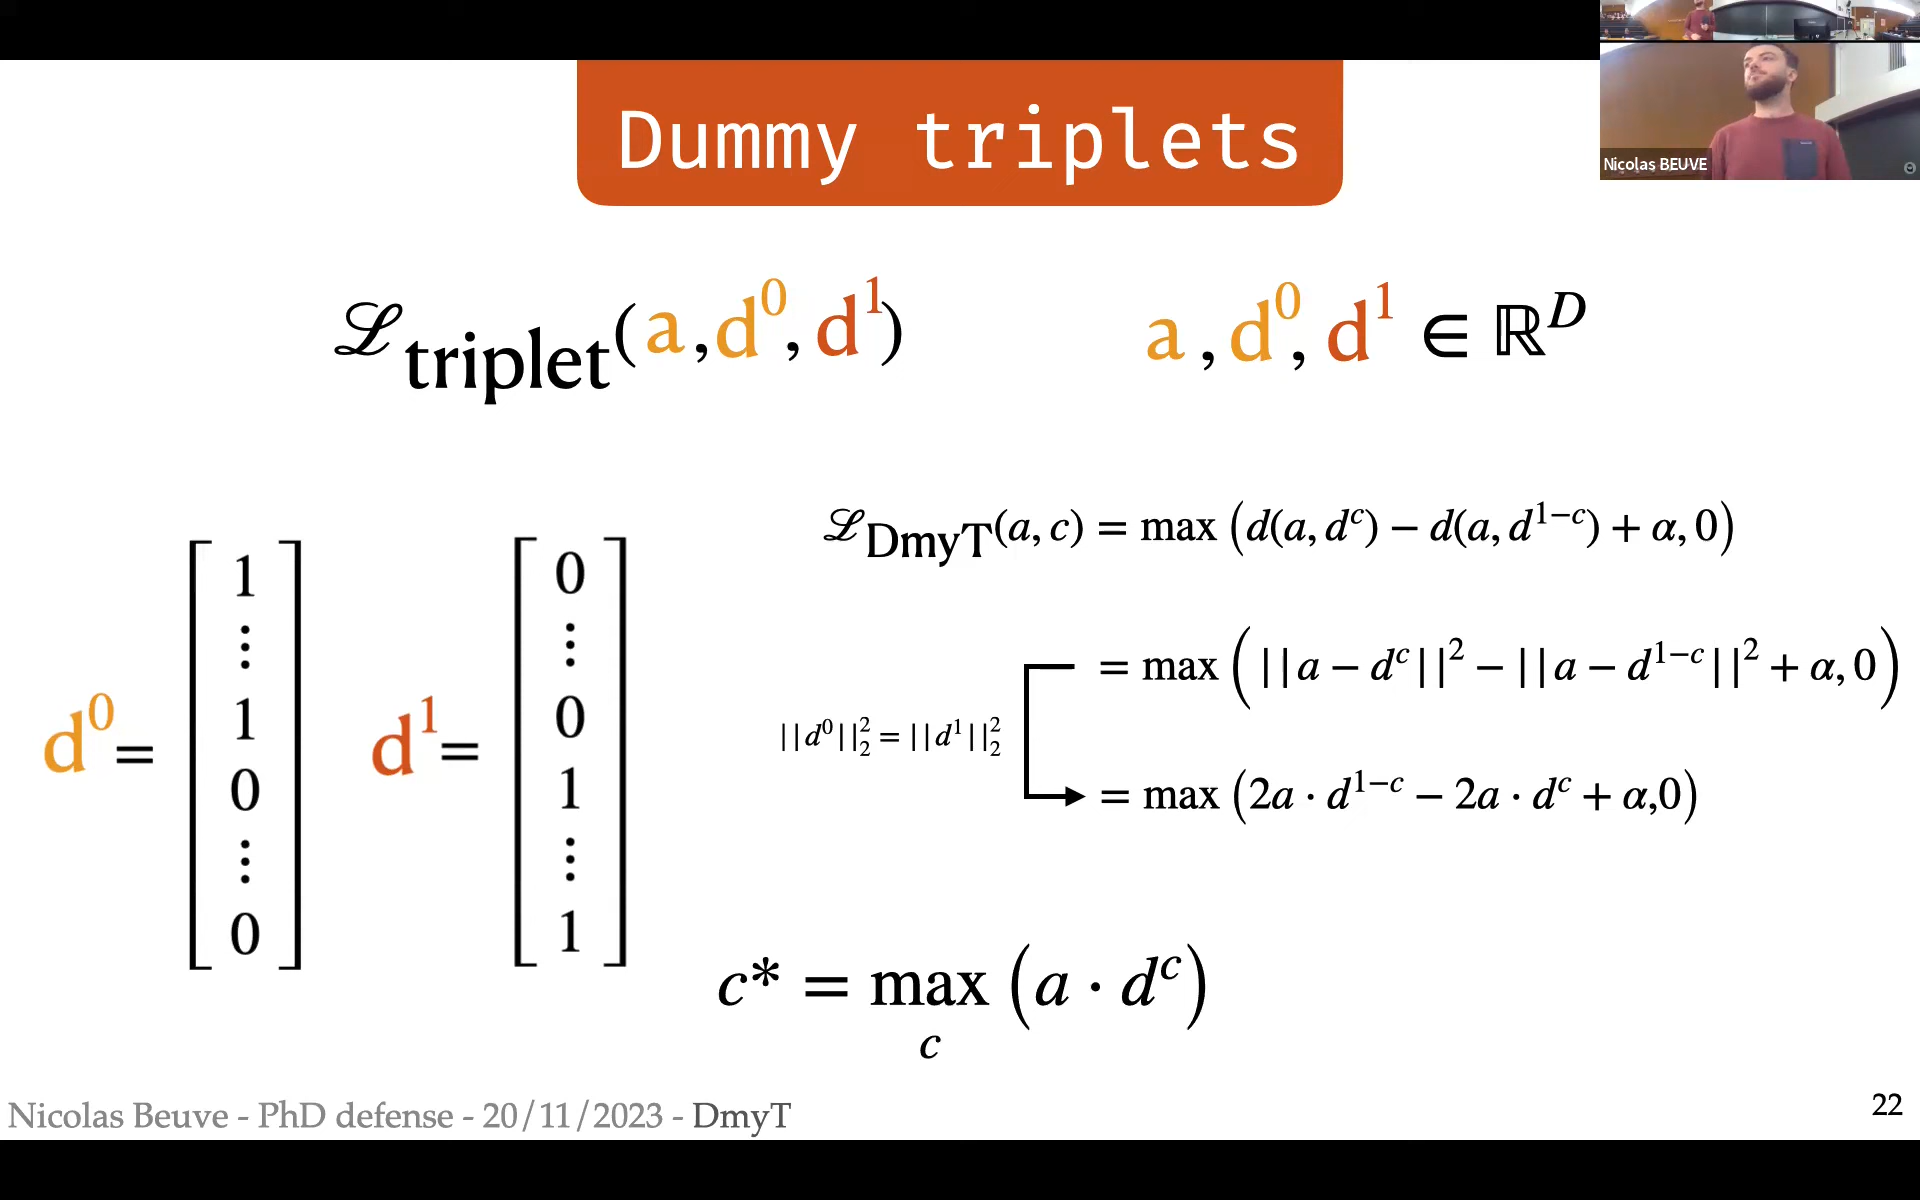 Dummy triplets
Nicolas BEUVE
ℒtriplet(a,d⁰,d¹)
a,d⁰,d¹ ∈ ℝᴰ
ℒDmyT(a, c) = max (d(a, dᶜ) − d(a, d¹⁻ᶜ) + α, 0)
= max (||a − dᶜ||² − ||a − d¹⁻ᶜ||² + α, 0)
||d⁰||₂² = ||d¹||₂²
= max (2a · d¹⁻ᶜ − 2a · dᶜ + α,0)
d⁰= [1 ⋮ 1 0 ⋮ 0]
d¹= [0 ⋮ 0 1 ⋮ 1]
c* = max (a · dᶜ)
c
Nicolas Beuve - PhD defense - 20/11/2023 - DmyT
22